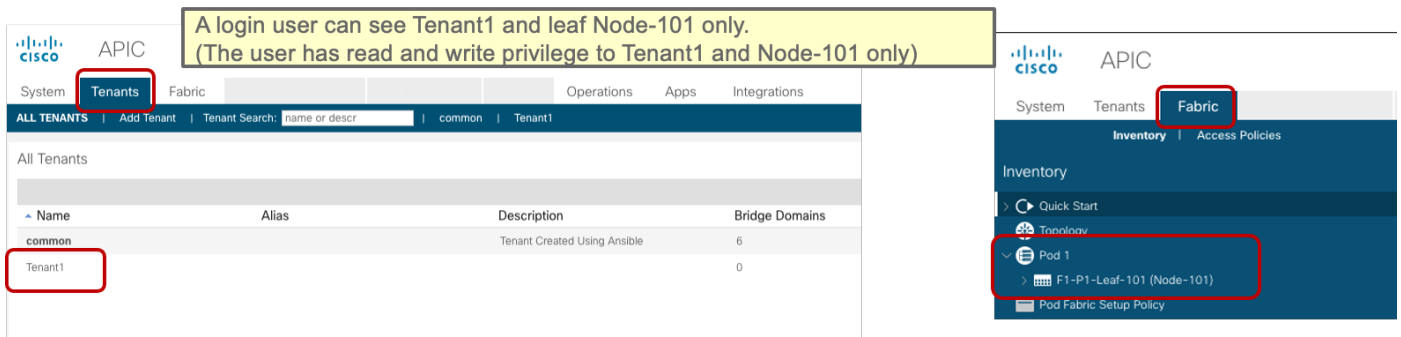 A login user can see Tenant1 and leaf Node-101 only.
(The user has read and write privilege to Tenant1 and Node-101 only)
cisco APIC
System Tenants Fabric Operations Apps Integrations
ALL TENANTS | Add Tenant | Tenant Search: name or descr | common | Tenant1
All Tenants
Name Alias Description Bridge Domains
common Tenant Created Using Ansible 6
Tenant1 0
cisco APIC
System Tenants Fabric
Inventory | Access Policies
Inventory
Quick Start
Topology
Pod 1
F1-P1-Leaf-101 (Node-101)
Pod Fabric Setup Policy